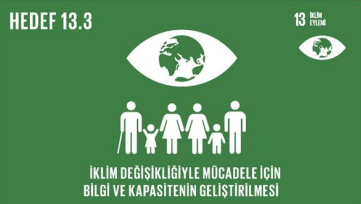 HEDEF 13.3
13 İKLİM
EYLEMİ
İKLİM DEĞİŞİKLİĞİYLE MÜCADELE İÇİN
BİLGİ VE KAPASİTENİN GELİŞTİRİLMESİ